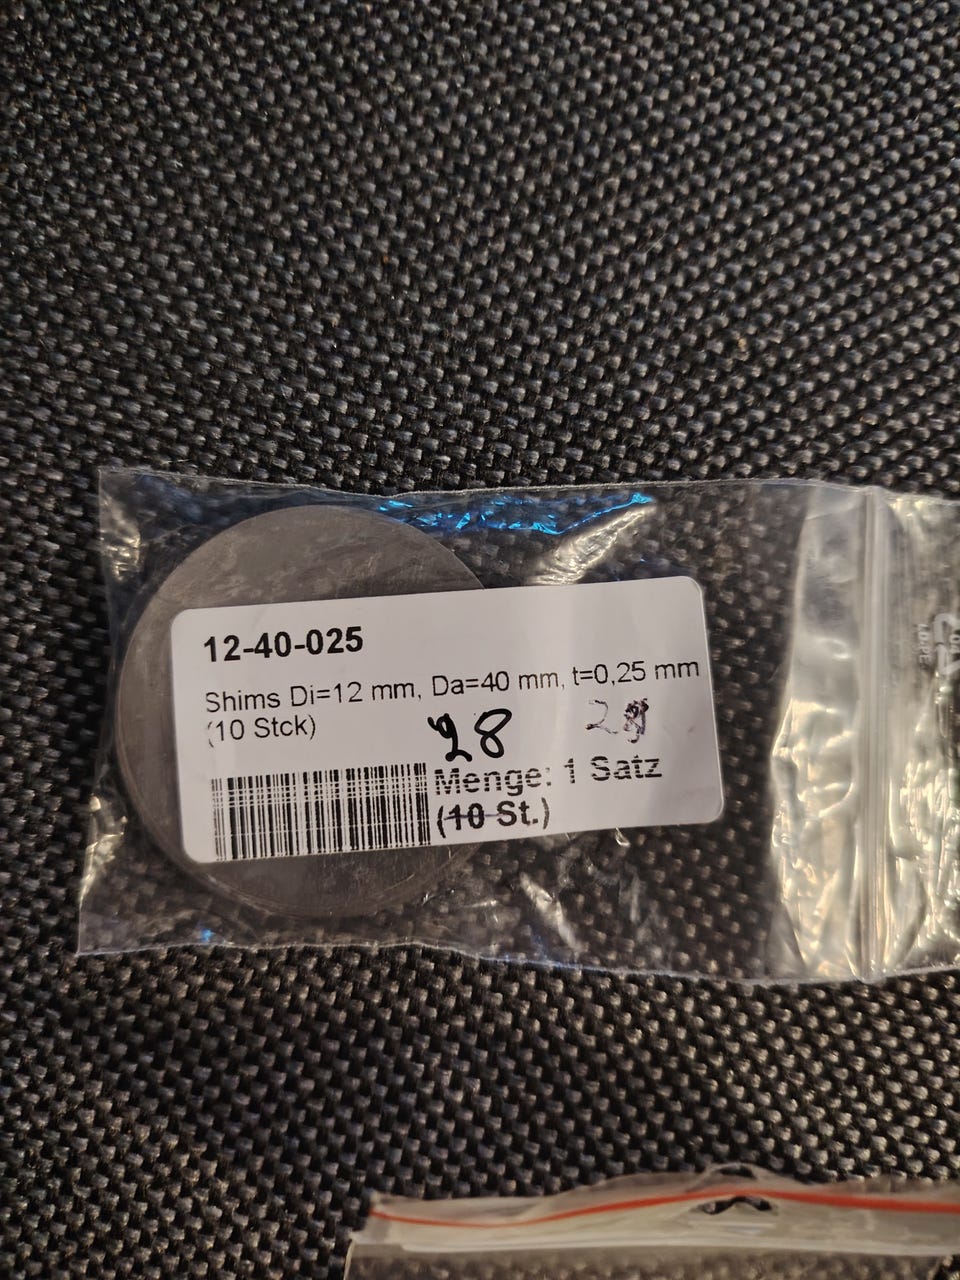 12-40-025
Shims Di=12 mm, Da=40 mm, t=0,25 mm
(10 Stck)
28
Menge: 1 Satz
(10 St.)